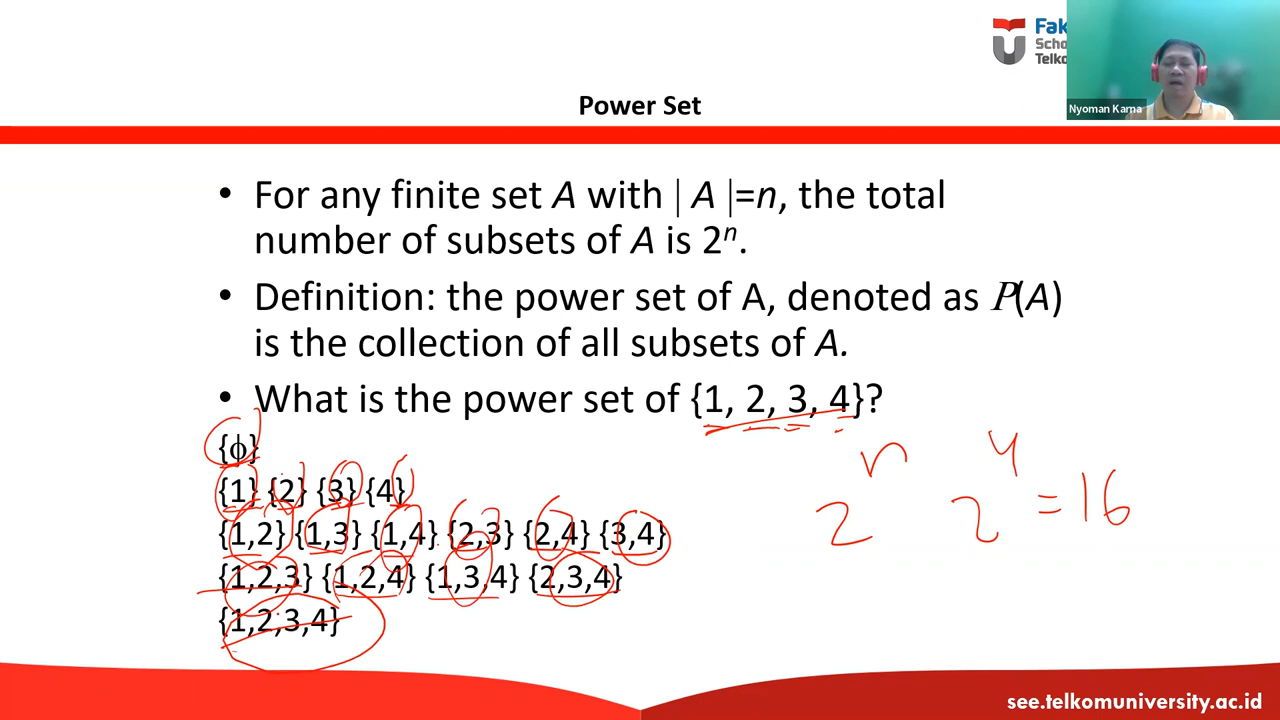 Fak
Scho
Telko
Nyoman Karna
Power Set
• For any finite set A with | A |=n, the total
number of subsets of A is 2ⁿ.
• Definition: the power set of A, denoted as P(A)
is the collection of all subsets of A.
• What is the power set of {1, 2, 3, 4}?
{ϕ}
{1} {2} {3} {4}
{1,2} {1,3} {1,4} {2,3} {2,4} {3,4}
{1,2,3} {1,2,4} {1,3,4} {2,3,4}
{1,2,3,4}
2ⁿ 2⁴ = 16
see.telkomuniversity.ac.id